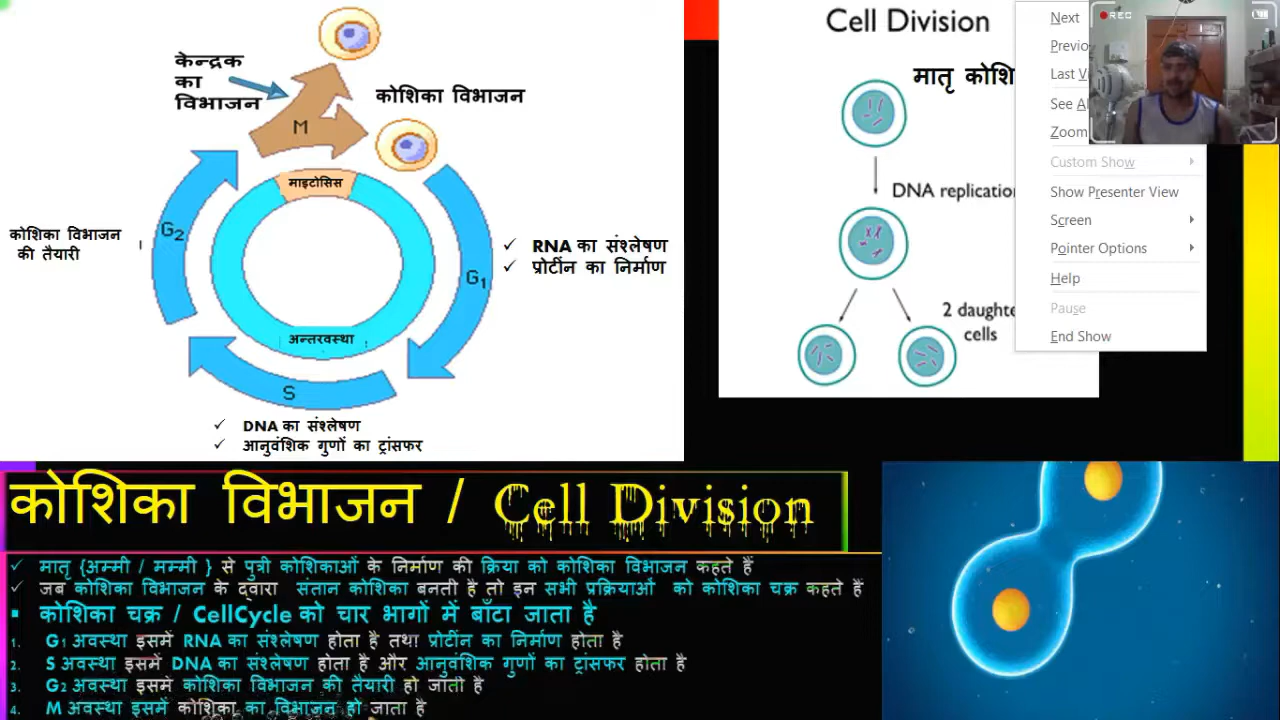 केन्द्रक
का
विभाजन
कोशिका विभाजन
M
माइटोसिस
G2
कोशिका विभाजन
की तैयारी
G1
✓ RNA का संश्लेषण
✓ प्रोटींन का निर्माण
अन्तरवस्था
S
✓ DNA का संश्लेषण
✓ आनुवंशिक गुणों का ट्रांसफर
Cell Division
मातृ
DNA
2
cells
Next
Last
See
Zoom
Custom Show
Show Presenter View
Screen
Pointer Options
Help
Pause
End Show
REC
कोशिका विभाजन / Cell Division
✓ मातृ {अम्मी / मम्मी } से पुत्री कोशिकाओं के निर्माण की क्रिया को कोशिका विभाजन कहते हैं
✓ जब कोशिका विभाजन के द्वारा संतान कोशिका बनती है तो इन सभी प्रक्रियाओं को कोशिका चक्र कहते हैं
▪ कोशिका चक्र / CellCycle को चार भागों में बाँटा जाता है
1. G1 अवस्था इसमें RNA का संश्लेषण होता है तथा प्रोटींन का निर्माण होता है
2. S अवस्था इसमें DNA का संश्लेषण होता है और आनुवंशिक गुणों का ट्रांसफर होता है
3. G2 अवस्था इसमें कोशिका विभाजन की तैयारी हो जाती है
4. M अवस्था इसमें कोशिका का विभाजन हो जाता है